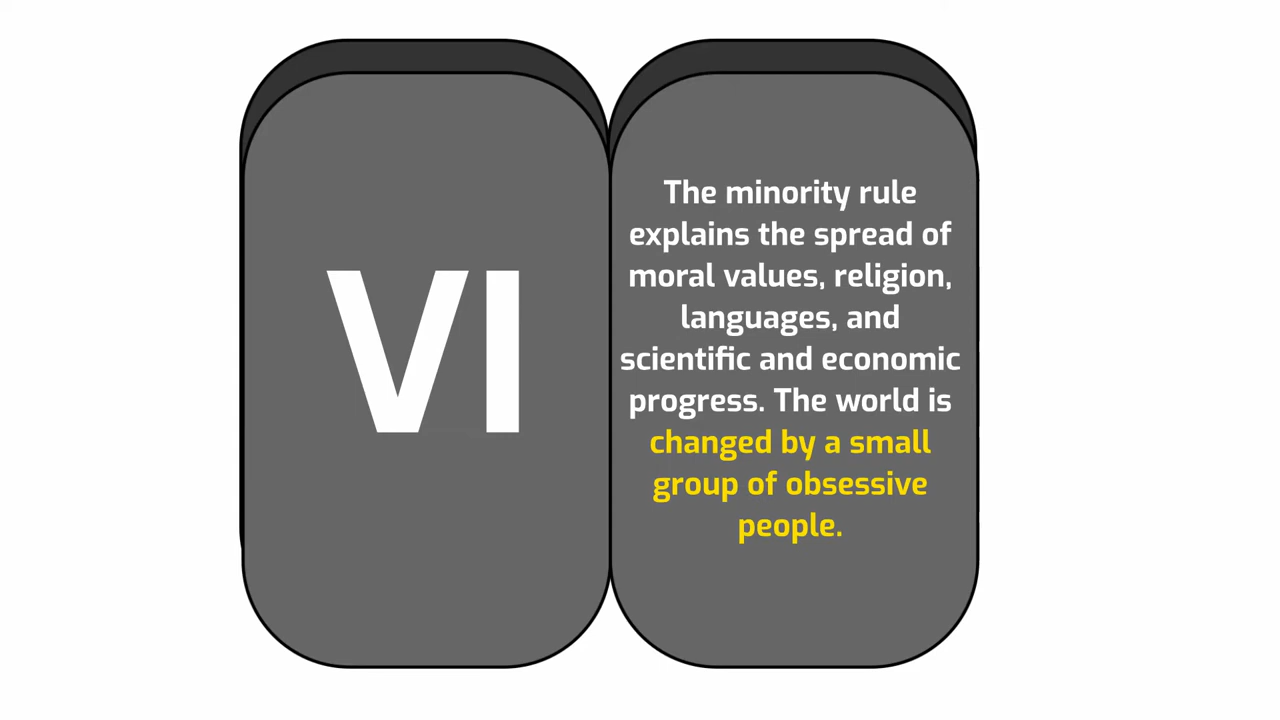 VI
The minority rule
explains the spread of
moral values, religion,
languages, and
scientific and economic
progress. The world is
changed by a small
group of obsessive
people.